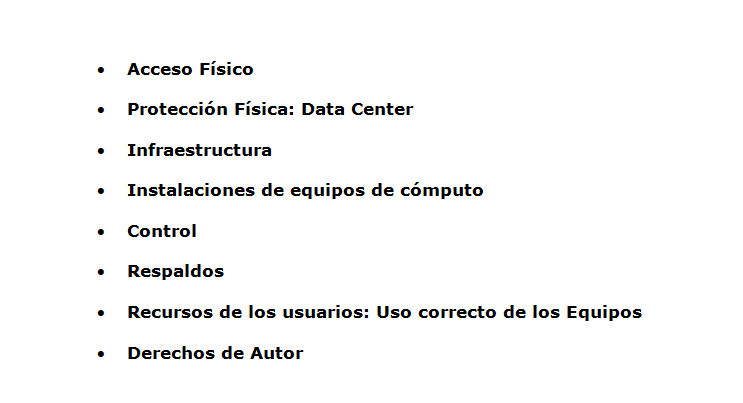 • Acceso Físico
• Protección Física: Data Center
• Infraestructura
• Instalaciones de equipos de cómputo
• Control
• Respaldos
• Recursos de los usuarios: Uso correcto de los Equipos
• Derechos de Autor